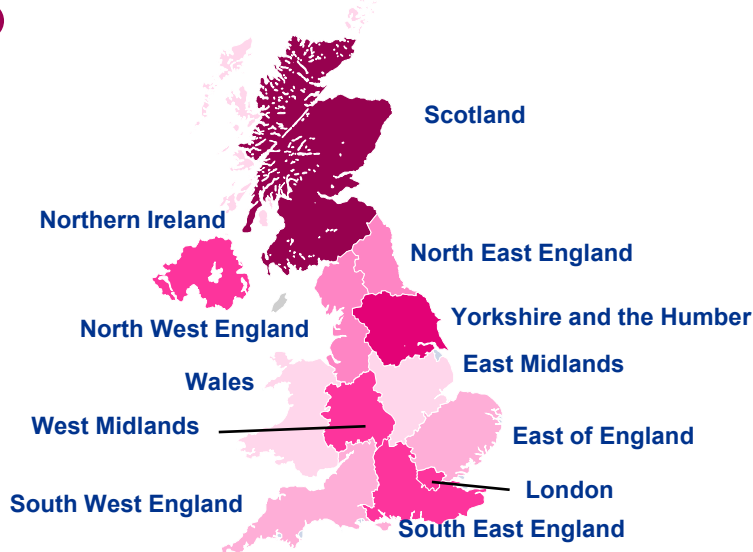 Scotland
Northern Ireland
North East England
Yorkshire and the Humber
North West England
East Midlands
Wales
West Midlands
East of England
London
South West England
South East England